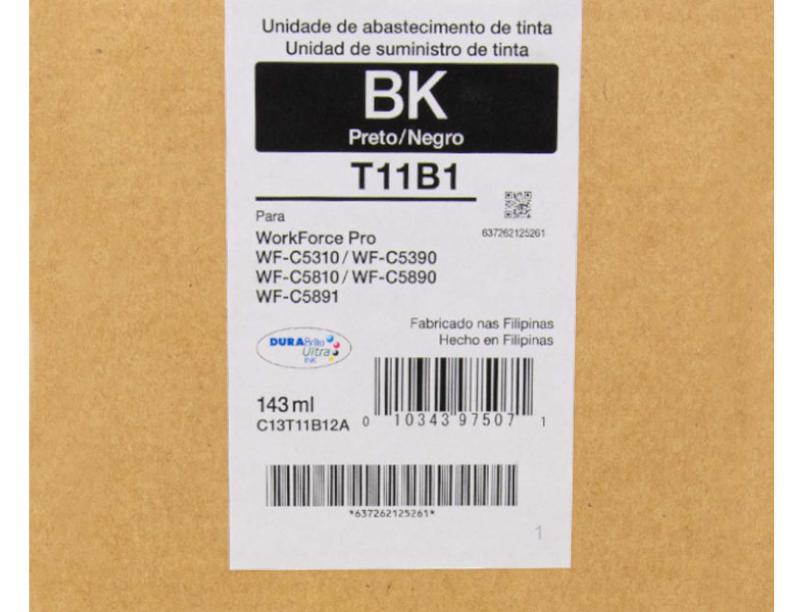 Unidade de abastecimento de tinta
Unidad de suministro de tinta
BK
Preto/Negro
T11B1
637262125261
Para
WorkForce Pro
WF-C5310 / WF-C5390
WF-C5810 / WF-C5890
WF-C5891
Fabricado nas Filipinas
Hecho en Filipinas
DURABrite
Ultra
INK
143 ml
C13T11B12A
0 10343 97507 1
*637262125261*
1